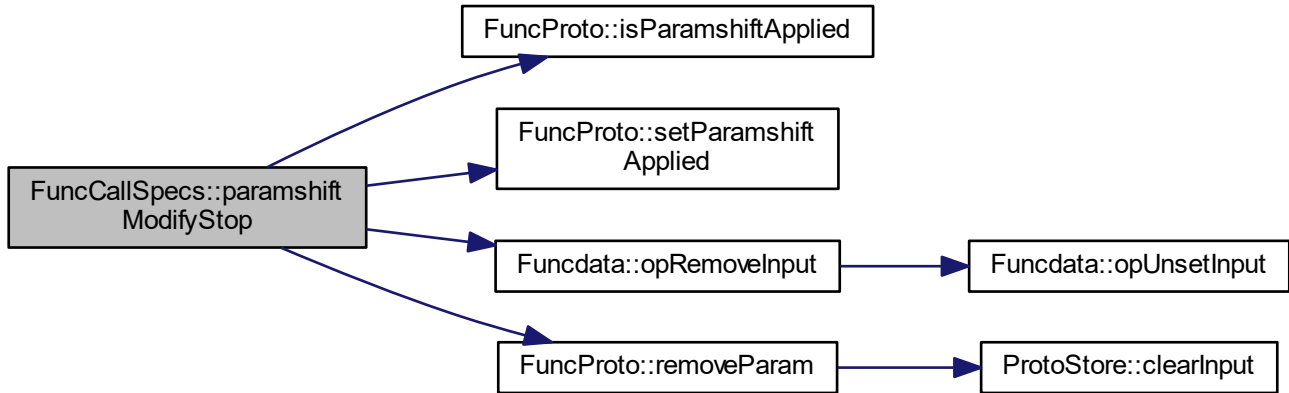 FuncProto::isParamshiftApplied
FuncProto::setParamshift
Applied
FuncCallSpecs::paramshift
ModifyStop
Funcdata::opRemoveInput
Funcdata::opUnsetInput
FuncProto::removeParam
ProtoStore::clearInput